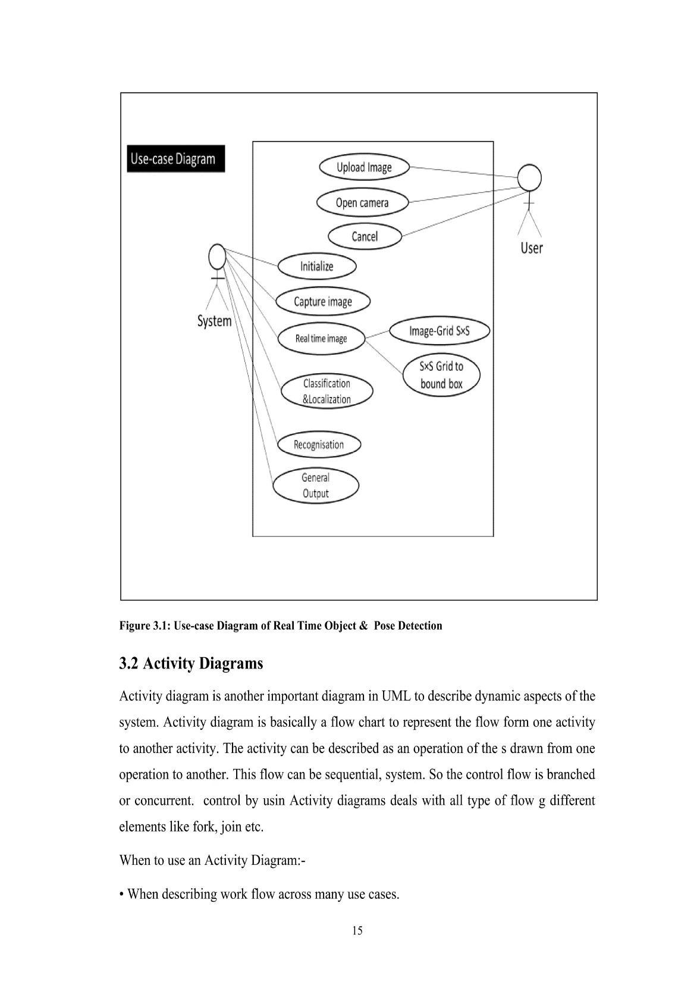 Use-case Diagram
Upload Image
Open camera
Cancel
User
Initialize
Capture image
System
Real time image
Image-Grid S×S
S×S Grid to
bound box
Classification
&Localization
Recognisation
General
Output
Figure 3.1: Use-case Diagram of Real Time Object &  Pose Detection
3.2 Activity Diagrams
Activity diagram is another important diagram in UML to describe dynamic aspects of the
system. Activity diagram is basically a flow chart to represent the flow form one activity
to another activity. The activity can be described as an operation of the s drawn from one
operation to another. This flow can be sequential, system. So the control flow is branched
or concurrent.  control by usin Activity diagrams deals with all type of flow g different
elements like fork, join etc.
When to use an Activity Diagram:-
• When describing work flow across many use cases.
15